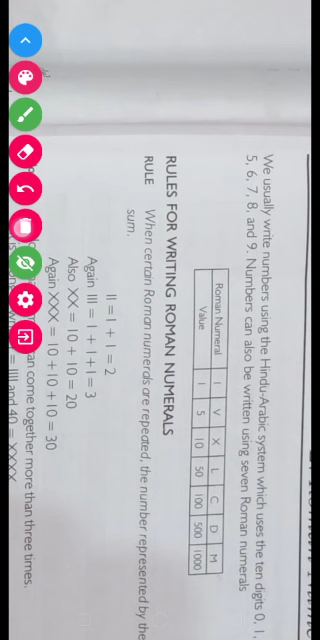 We usually write numbers using the Hindu-Arabic system which uses the ten digits 0, 1,
5, 6, 7, 8, and 9. Numbers can also be written using seven Roman numerals
Roman Numeral I V X L C D M
Value 1 5 10 50 100 500 1000
RULES FOR WRITING ROMAN NUMERALS
RULE When certain Roman numerals are repeated, the number represented by the
sum.
II = I + I = 2
Again III = I + I + I = 3
Also XX = 10 + 10 = 20
Again XXX = 10 + 10 + 10 = 30
can come together more than three times.
= IIII and 40 = XXXX